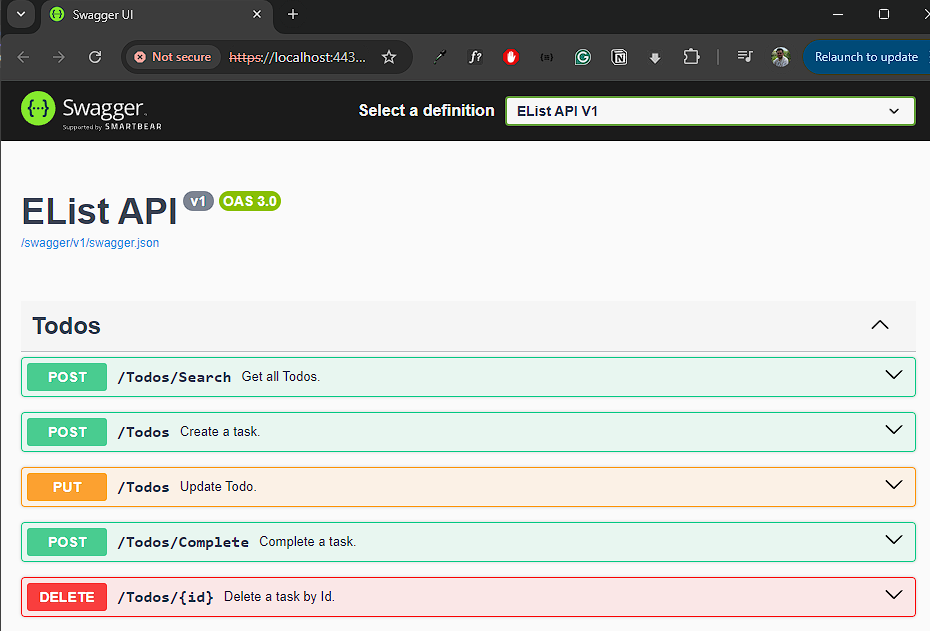 Swagger UI
Not secure
https://localhost:443...
Relaunch to update
Swagger
Supported by SMARTBEAR
Select a definition
EList API V1
EList API v1 OAS 3.0
/swagger/v1/swagger.json
Todos
POST /Todos/Search Get all Todos.
POST /Todos Create a task.
PUT /Todos Update Todo.
POST /Todos/Complete Complete a task.
DELETE /Todos/{id} Delete a task by Id.